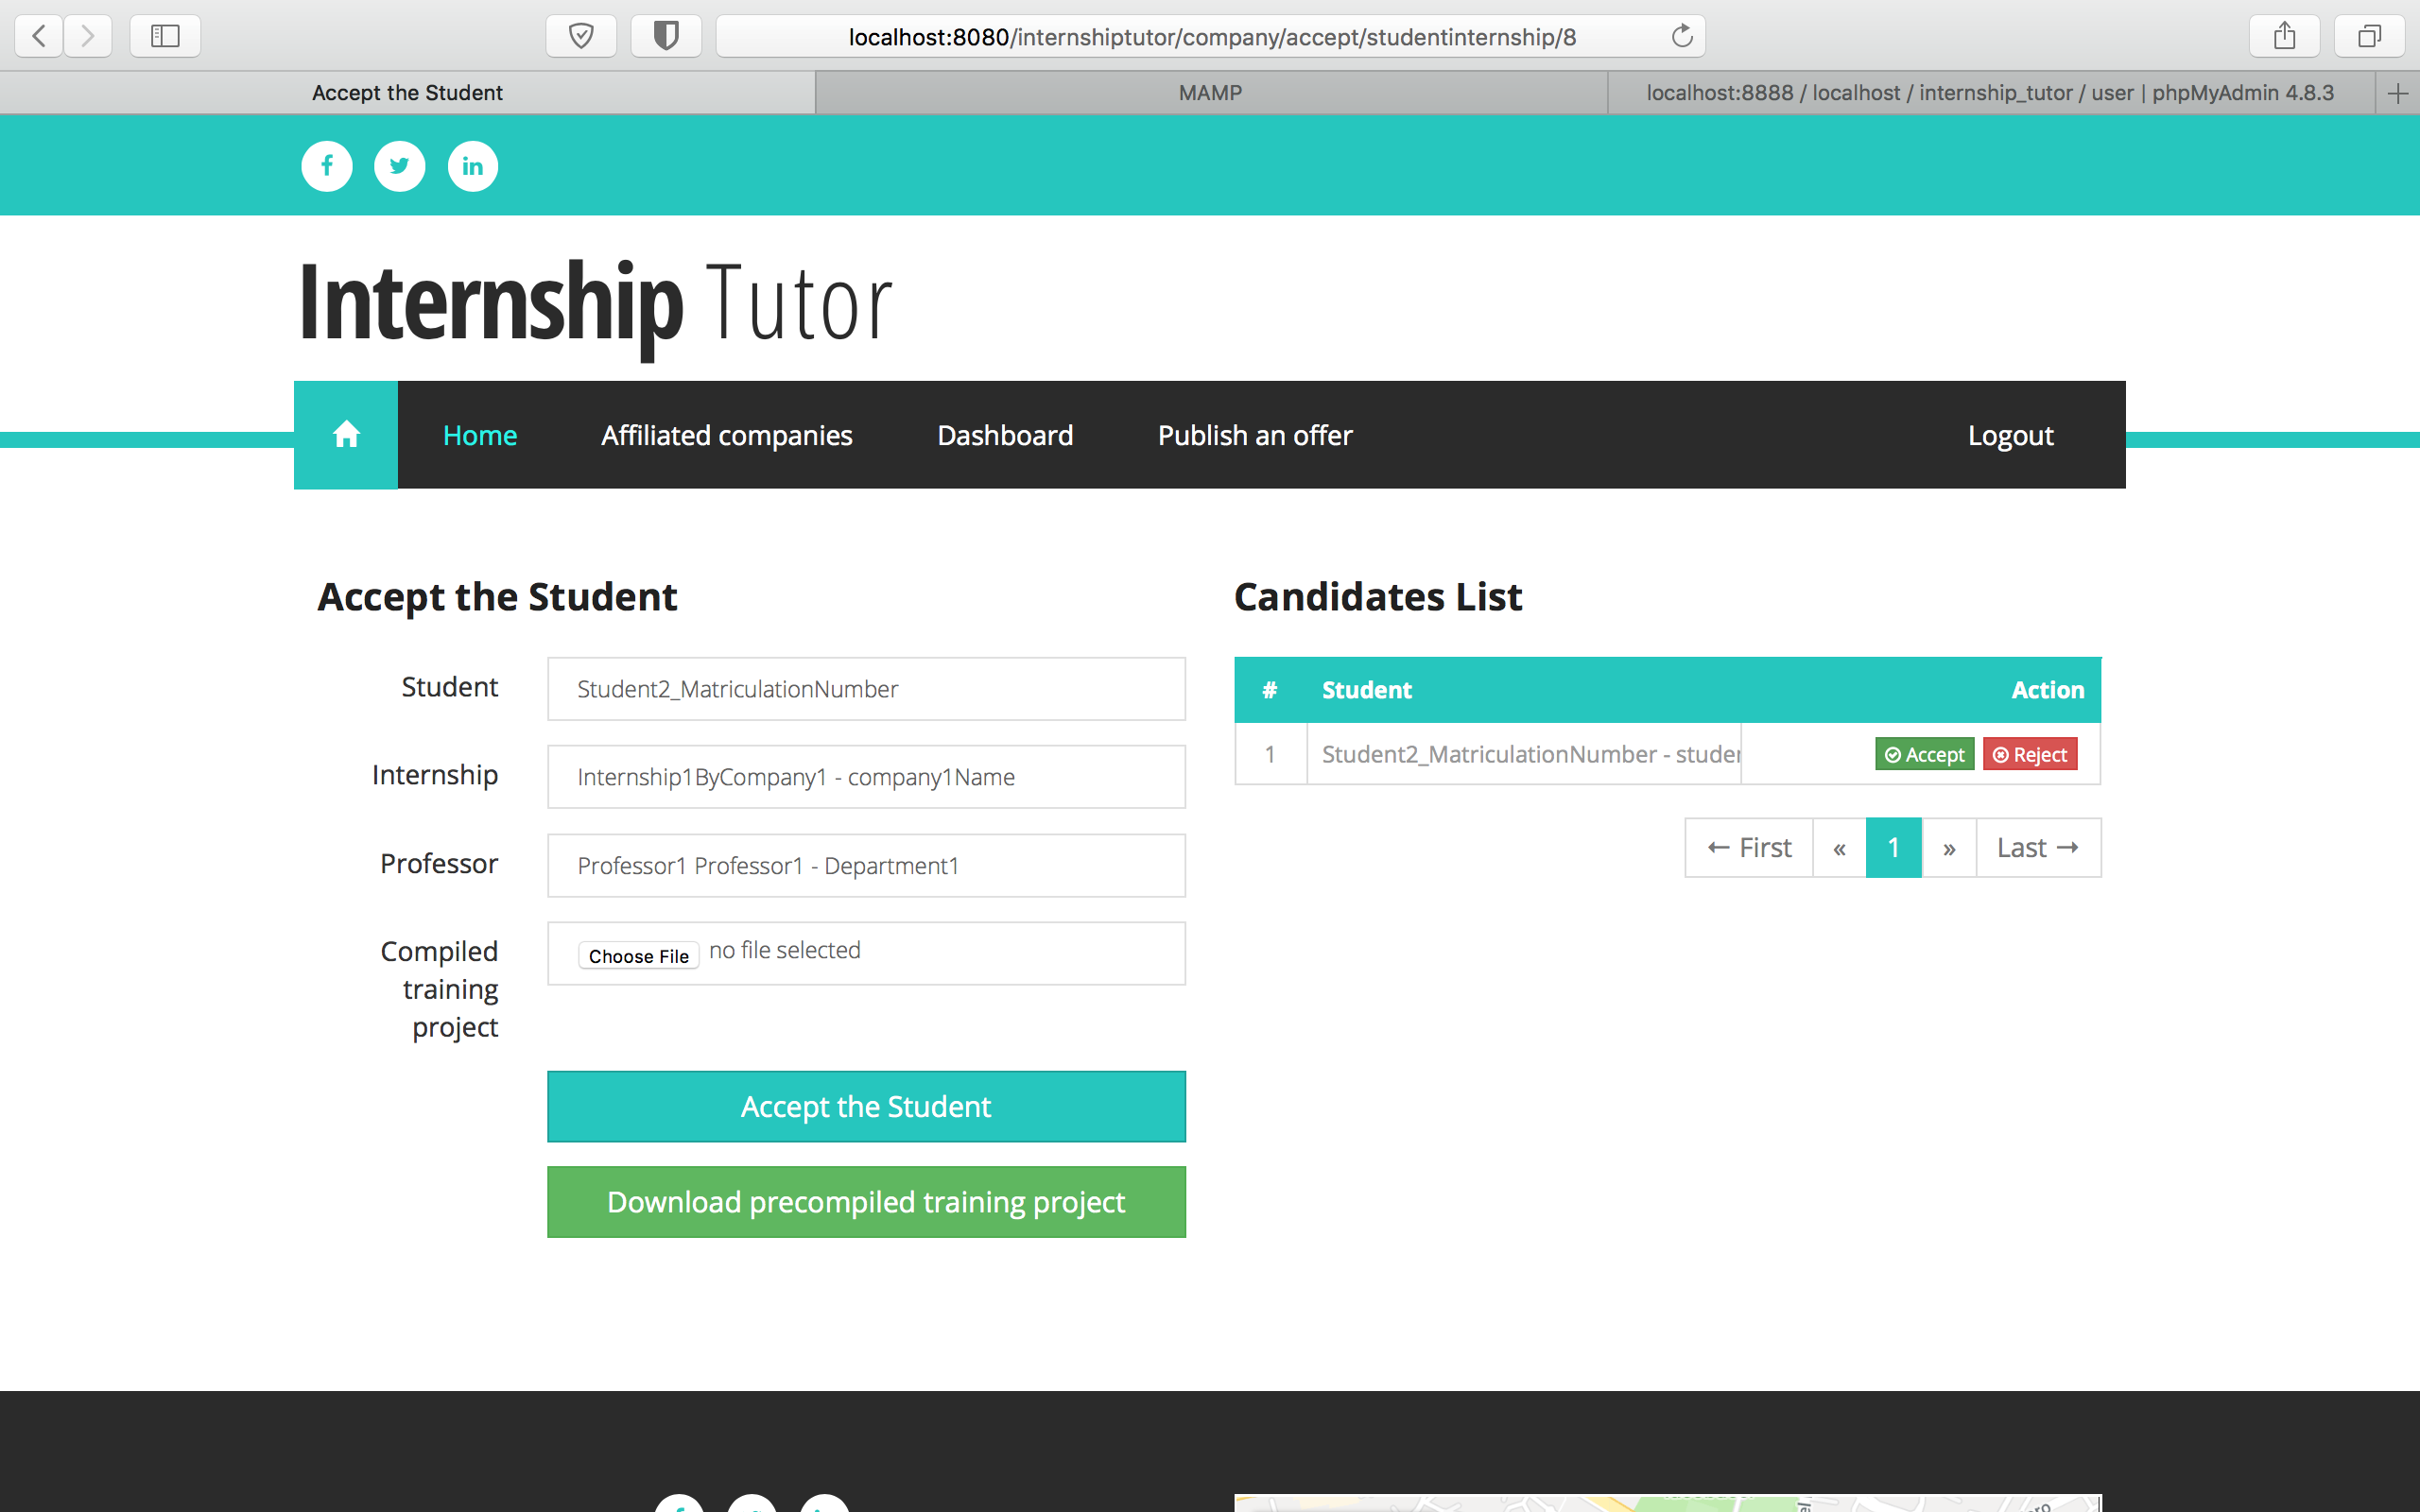 localhost:8080/internshiptutor/company/accept/studentinternship/8
Accept the Student
MAMP
localhost:8888 / localhost / internship_tutor / user | phpMyAdmin 4.8.3
Internship Tutor
Home
Affiliated companies
Dashboard
Publish an offer
Logout
Accept the Student
Student
Student2_MatriculationNumber
Internship
Internship1ByCompany1 - company1Name
Professor
Professor1 Professor1 - Department1
Compiled
training
project
Choose File no file selected
Accept the Student
Download precompiled training project
Candidates List
# Student Action
1 Student2_MatriculationNumber - studen Accept Reject
← First « 1 » Last →